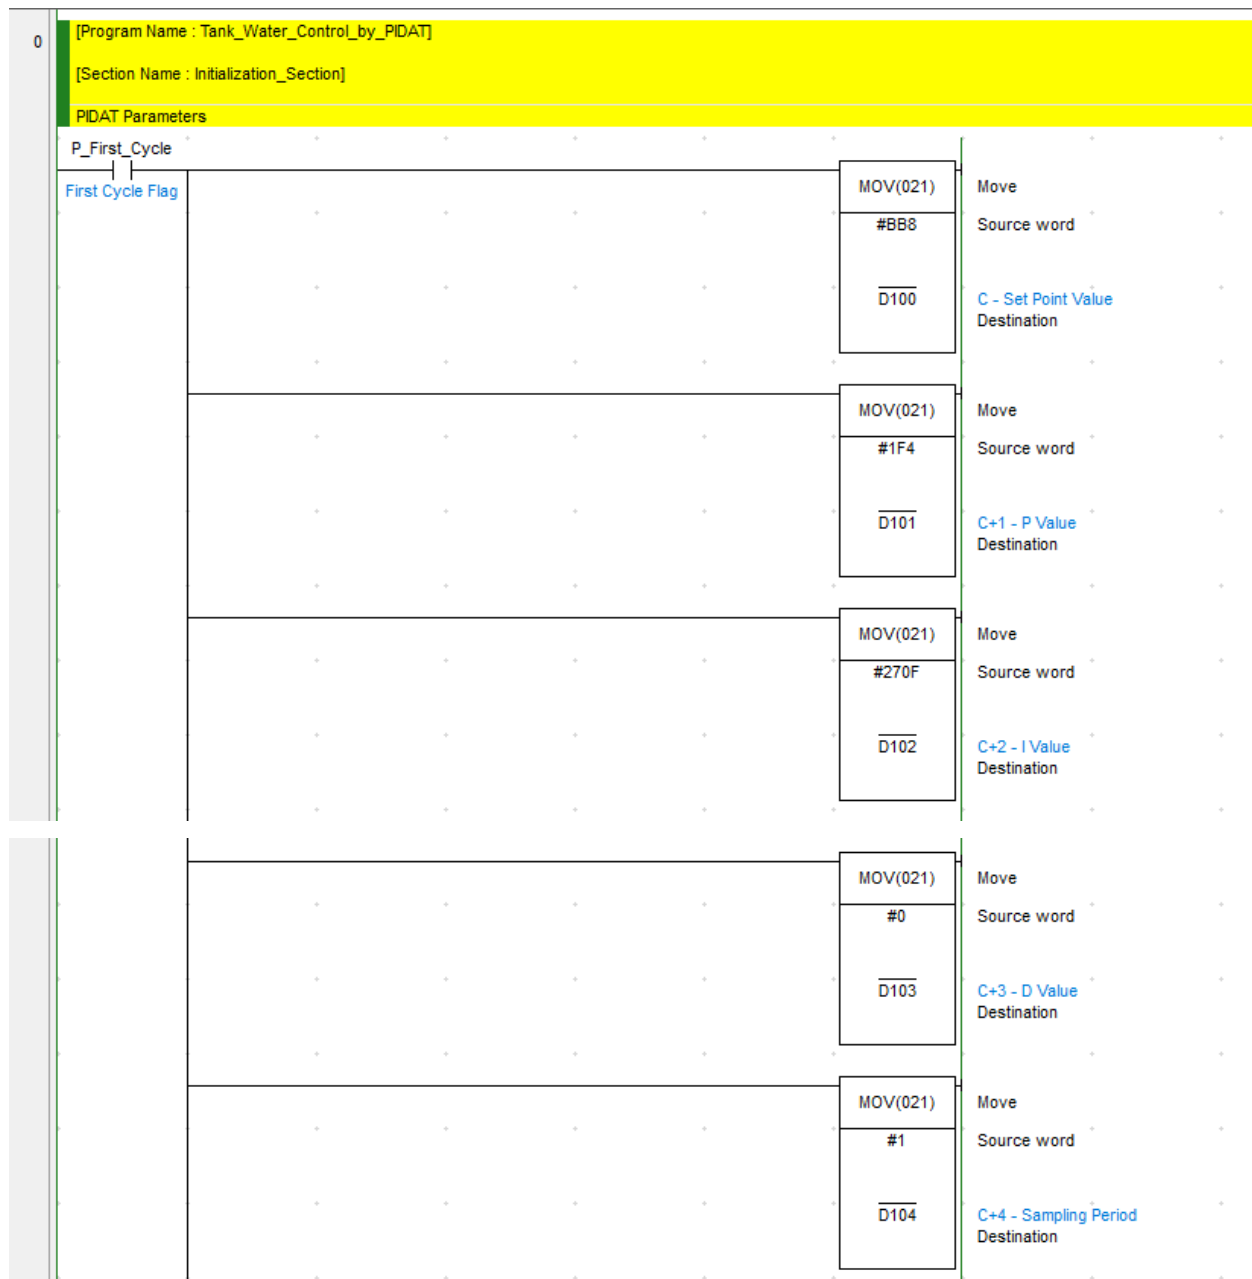 0
[Program Name : Tank_Water_Control_by_PIDAT]
[Section Name : Initialization_Section]
PIDAT Parameters
P_First_Cycle
First Cycle Flag
MOV(021) Move
#BB8 Source word
D100 C - Set Point Value
Destination
MOV(021) Move
#1F4 Source word
D101 C+1 - P Value
Destination
MOV(021) Move
#270F Source word
D102 C+2 - I Value
Destination
MOV(021) Move
#0 Source word
D103 C+3 - D Value
Destination
MOV(021) Move
#1 Source word
D104 C+4 - Sampling Period
Destination